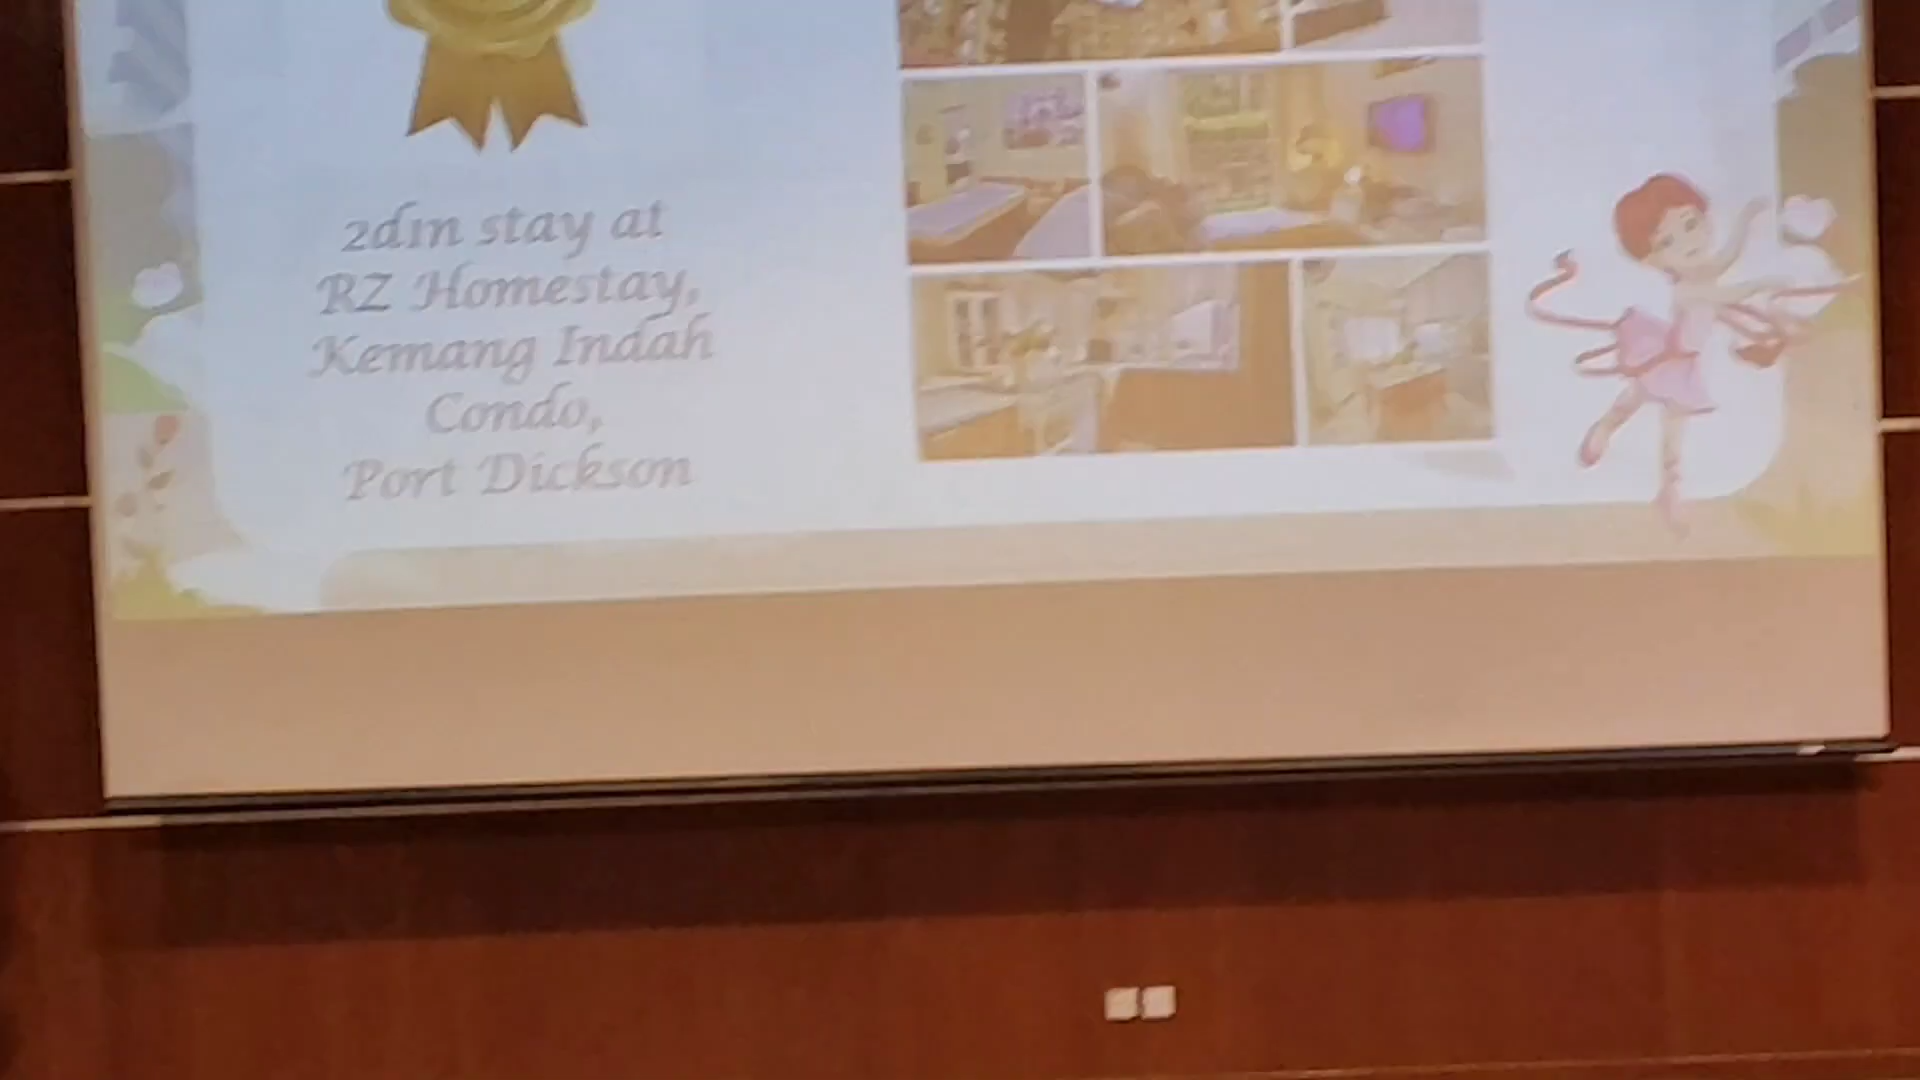 2d1n stay at
RZ Homestay,
Kemang Indah
Condo,
Port Dickson